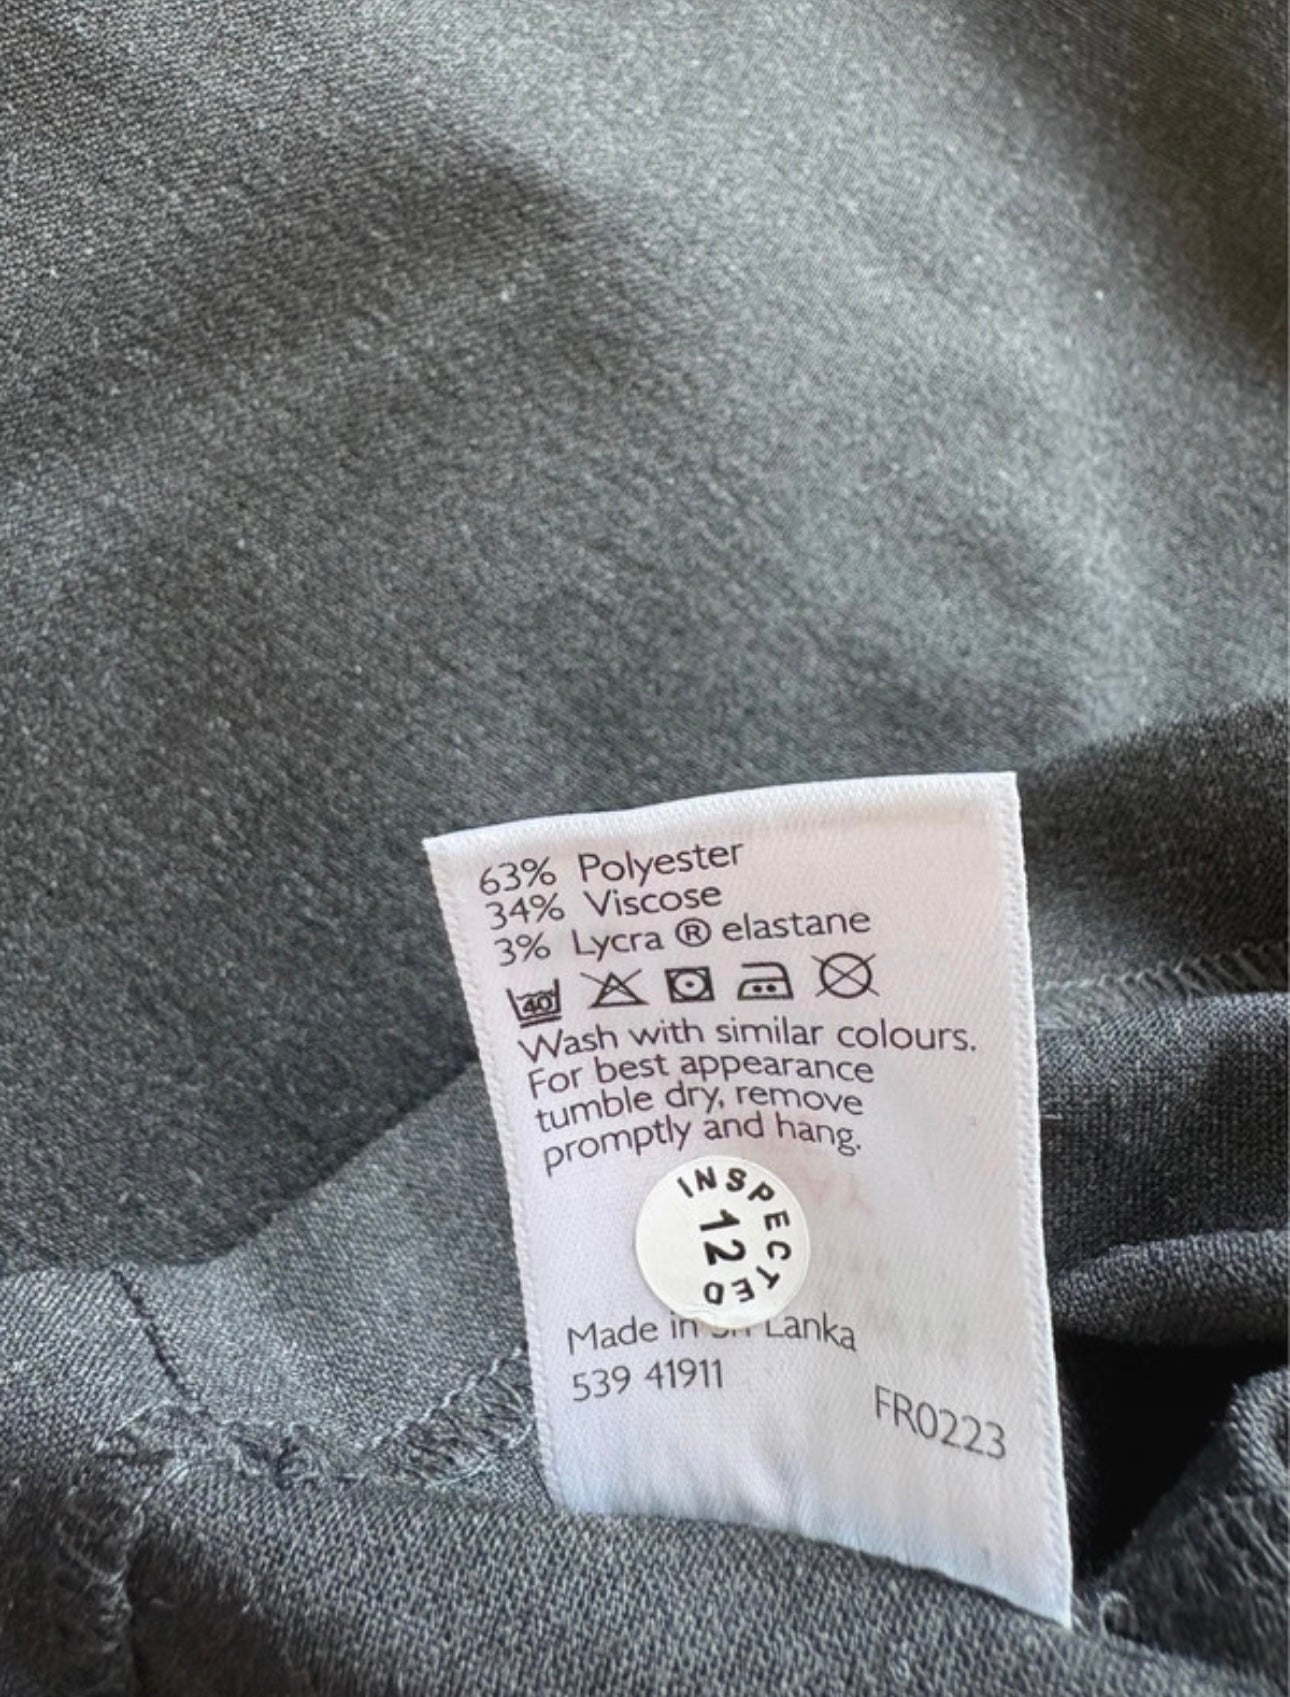 63% Polyester
34% Viscose
3% Lycra ® elastane
40
Wash with similar colours.
For best appearance
tumble dry, remove
promptly and hang.
INSPECTED
12
Made in Sri Lanka
539 41911
FR0223